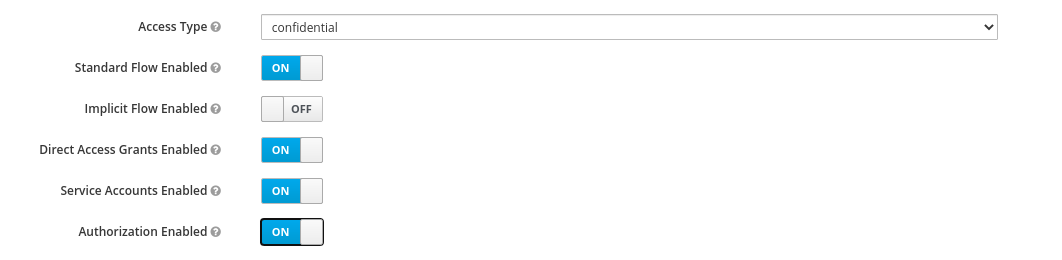 Access Type
confidential
Standard Flow Enabled
ON
Implicit Flow Enabled
OFF
Direct Access Grants Enabled
ON
Service Accounts Enabled
ON
Authorization Enabled
ON